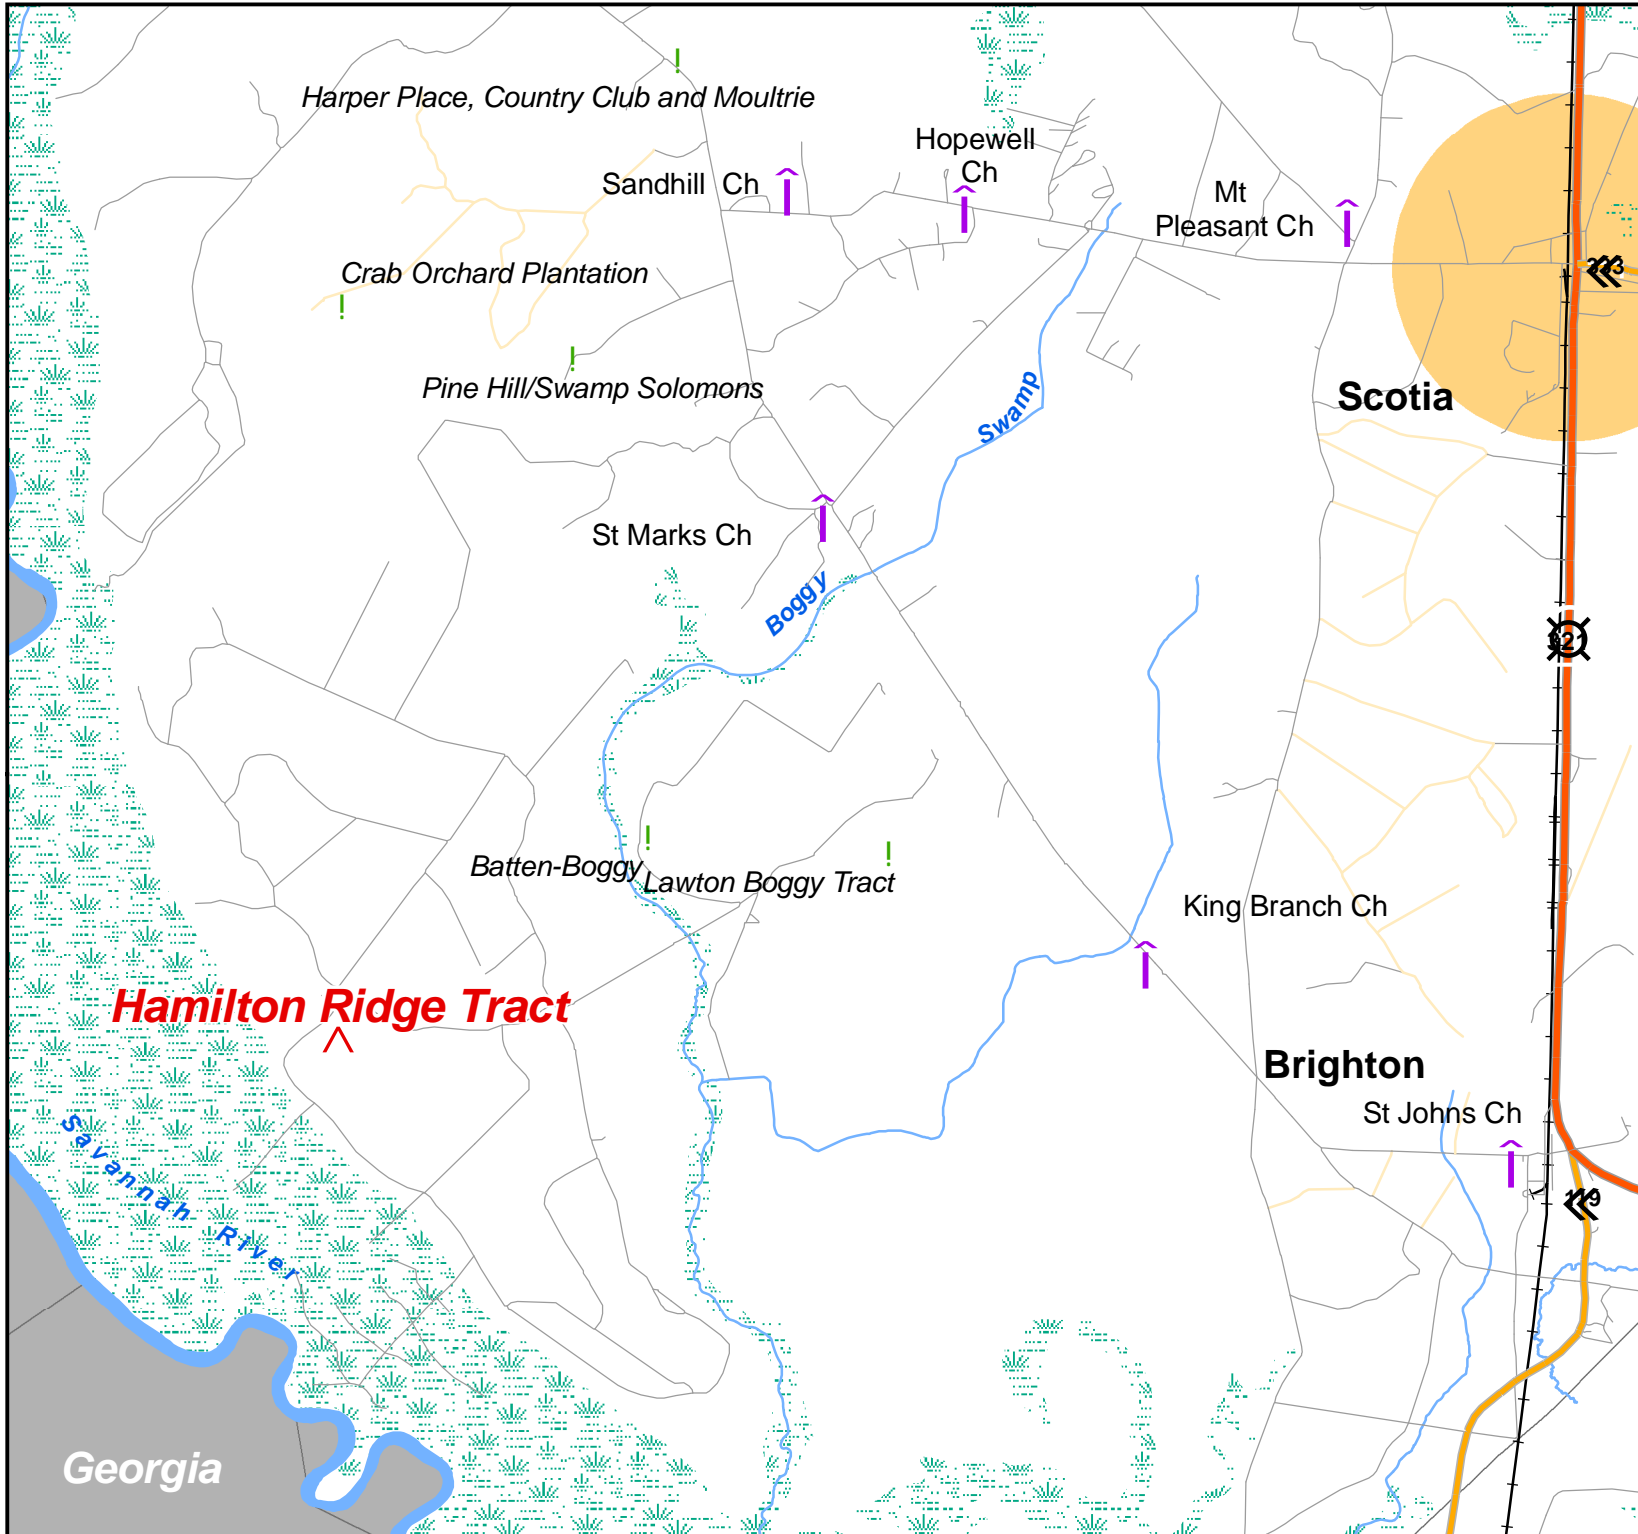 Harper Place, Country Club and Moultrie
Hopewell
Ch
Sandhill Ch
Mt
Pleasant Ch
Crab Orchard Plantation
Pine Hill/Swamp Solomons
Swamp
Scotia
St Marks Ch
Boggy
321
Batten-Boggy
Lawton Boggy Tract
King Branch Ch
Hamilton Ridge Tract
Brighton
St Johns Ch
Savannah River
119
Georgia